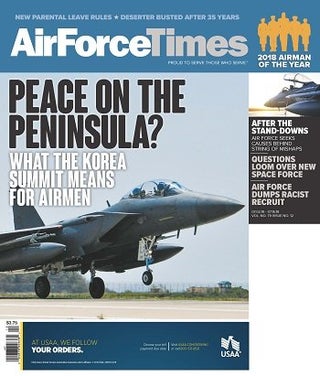 NEW PARENTAL LEAVE RULES ★ DESERTER BUSTED AFTER 35 YEARS
AirForceTimes
PROUD TO SERVE THOSE WHO SERVE
2018 AIRMAN
OF THE YEAR
PEACE ON THE
PENINSULA?
WHAT THE KOREA
SUMMIT MEANS
FOR AIRMEN
AFTER THE
STAND-DOWNS
AIR FORCE SEEKS
CAUSES BEHIND
STRING OF MISHAPS
QUESTIONS
LOOM OVER NEW
SPACE FORCE
AIR FORCE
DUMPS RACIST
RECRUIT
$3.75
AT USAA, WE FOLLOW
YOUR ORDERS.
USAA